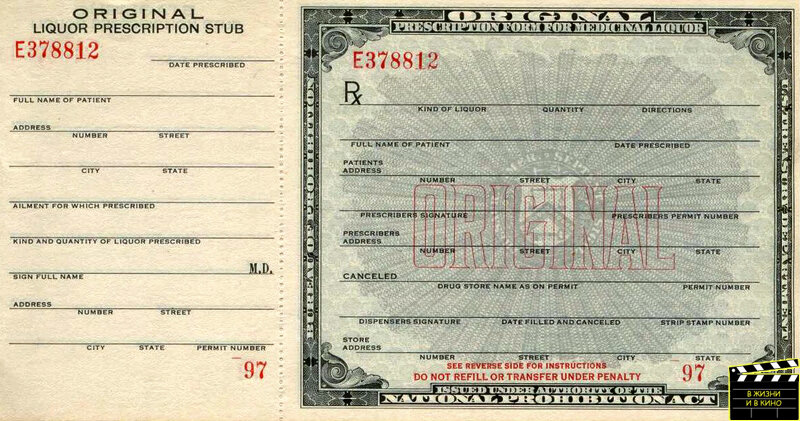 ORIGINAL
LIQUOR PRESCRIPTION STUB
E378812
DATE PRESCRIBED
FULL NAME OF PATIENT
ADDRESS
NUMBER STREET
CITY STATE
AILMENT FOR WHICH PRESCRIBED
KIND AND QUANTITY OF LIQUOR PRESCRIBED
M.D.
SIGN FULL NAME
ADDRESS
NUMBER STREET
CITY STATE PERMIT NUMBER
97
ORIGINAL
PRESCRIPTION FORM FOR MEDICINAL LIQUOR
E378812
Rx
KIND OF LIQUOR QUANTITY DIRECTIONS
FULL NAME OF PATIENT DATE PRESCRIBED
PATIENTS
ADDRESS
NUMBER STREET CITY STATE
ORIGINAL
PRESCRIBERS SIGNATURE PRESCRIBERS PERMIT NUMBER
PRESCRIBERS
ADDRESS
NUMBER STREET CITY STATE
CANCELED
DRUG STORE NAME AS ON PERMIT PERMIT NUMBER
DISPENSERS SIGNATURE DATE FILLED AND CANCELED STRIP STAMP NUMBER
STORE
ADDRESS
NUMBER STREET CITY STATE
SEE REVERSE SIDE FOR INSTRUCTIONS
DO NOT REFILL OR TRANSFER UNDER PENALTY
97
ISSUED UNDER AUTHORITY OF THE
NATIONAL PROHIBITION ACT
В ЖИЗНИ
И В КИНО